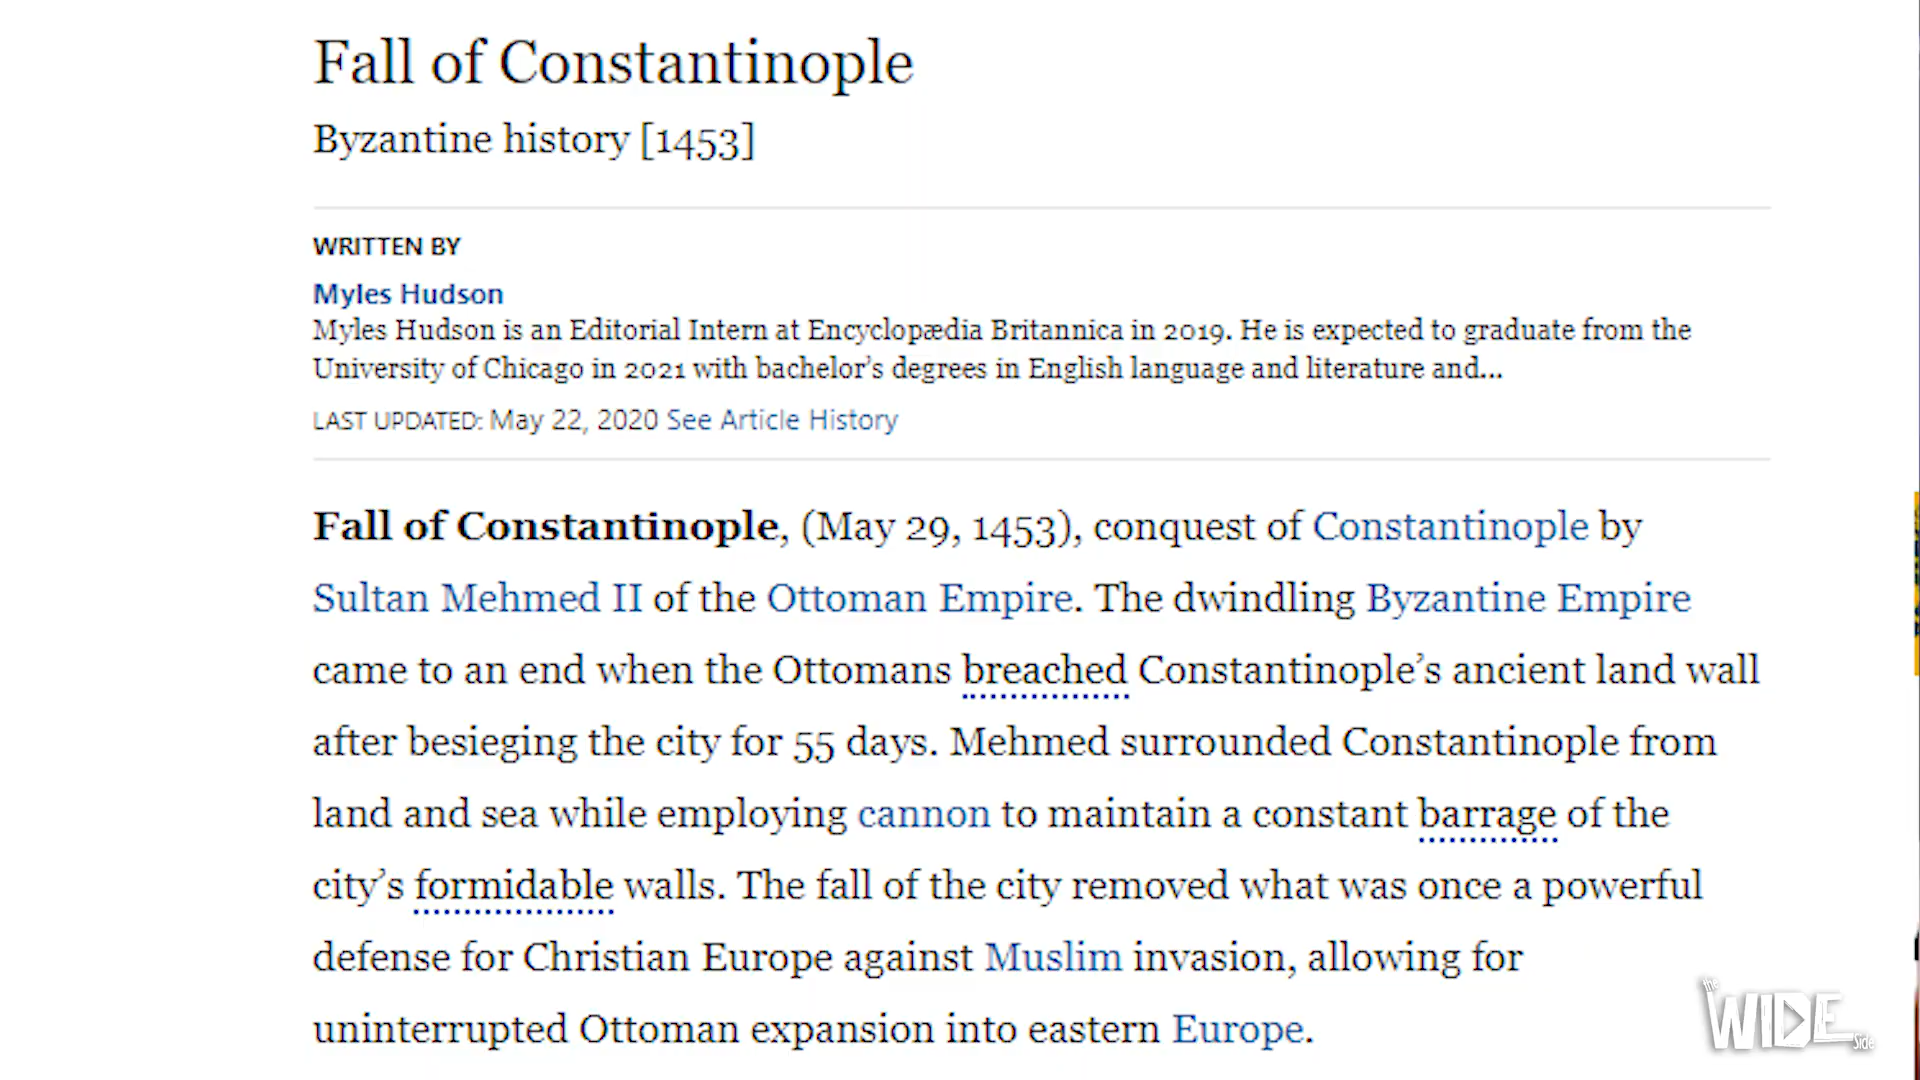 Fall of Constantinople
Byzantine history [1453]
WRITTEN BY
Myles Hudson
Myles Hudson is an Editorial Intern at Encyclopædia Britannica in 2019. He is expected to graduate from the
University of Chicago in 2021 with bachelor's degrees in English language and literature and...
LAST UPDATED: May 22, 2020 See Article History
Fall of Constantinople, (May 29, 1453), conquest of Constantinople by
Sultan Mehmed II of the Ottoman Empire. The dwindling Byzantine Empire
came to an end when the Ottomans breached Constantinople's ancient land wall
after besieging the city for 55 days. Mehmed surrounded Constantinople from
land and sea while employing cannon to maintain a constant barrage of the
city's formidable walls. The fall of the city removed what was once a powerful
defense for Christian Europe against Muslim invasion, allowing for
uninterrupted Ottoman expansion into eastern Europe.
the
WIDE
Side